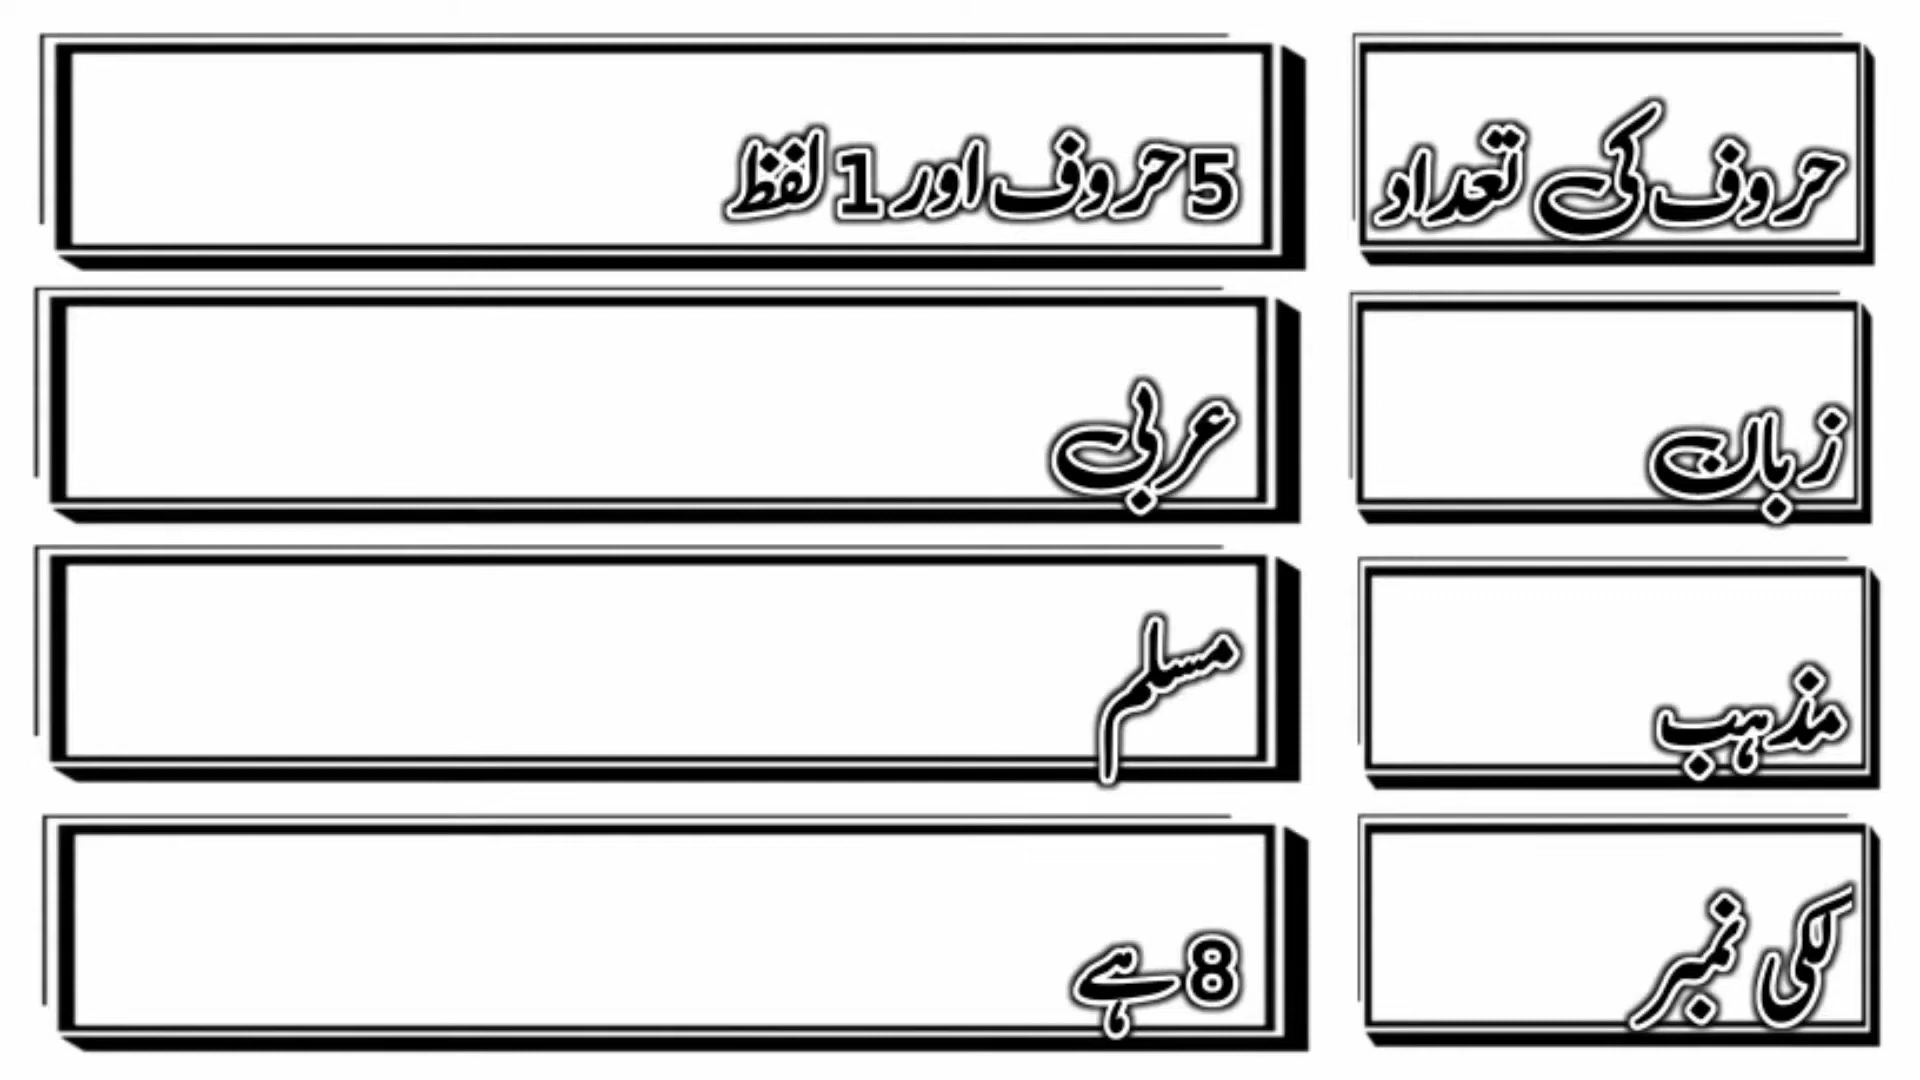 حروف کی تعداد
5 حروف اور 1 لفظ
زبان
عربی
مذہب
مسلم
لکی نمبر
8 ہے